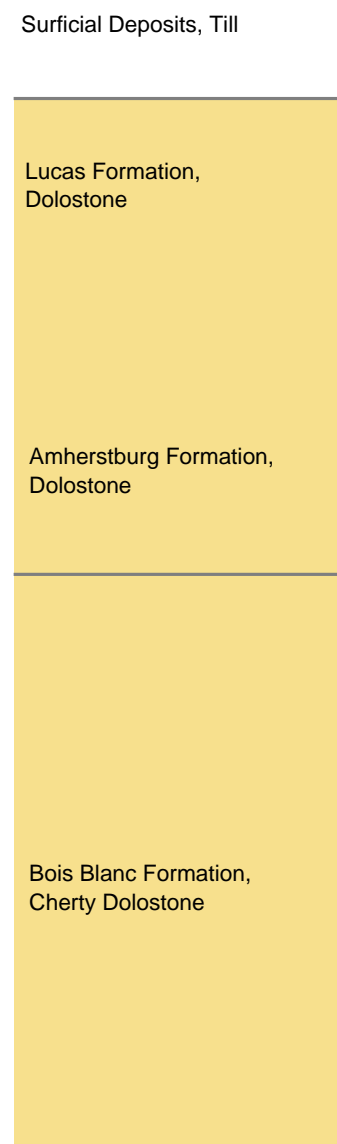 Surficial Deposits, Till
Lucas Formation,
Dolostone
Amherstburg Formation,
Dolostone
Bois Blanc Formation,
Cherty Dolostone